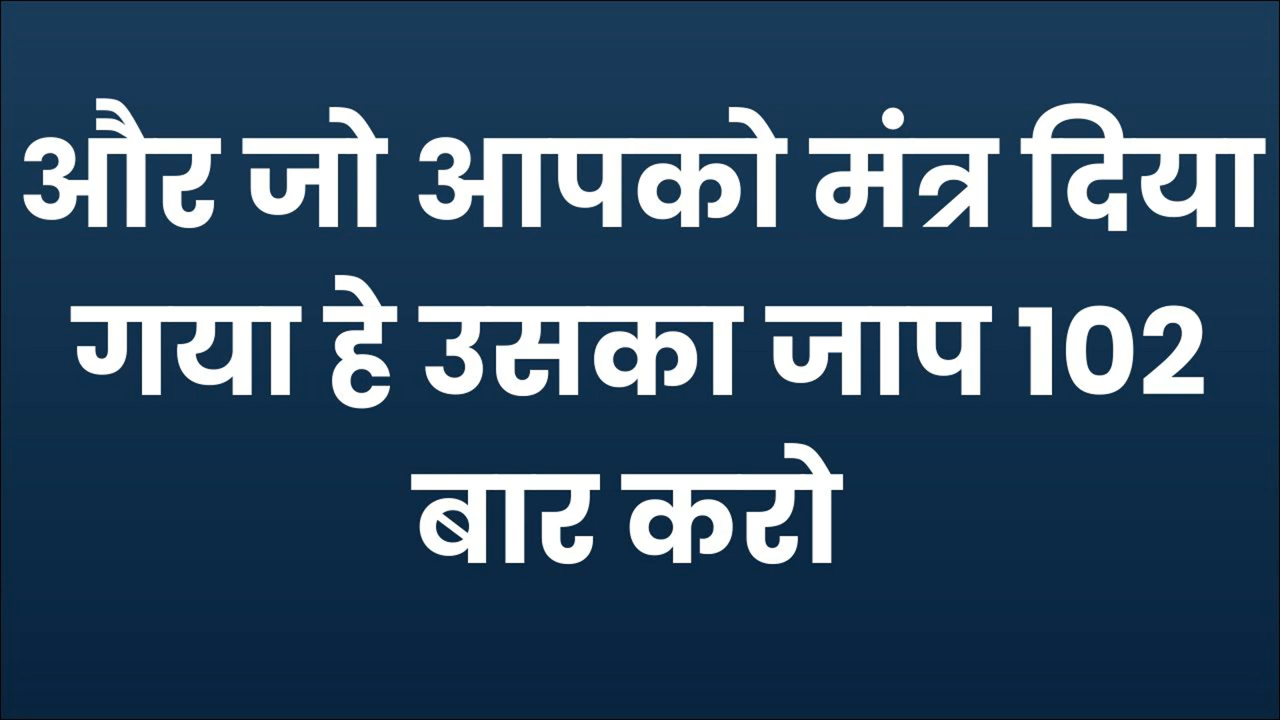 और जो आपको मंत्र दिया
गया हे उसका जाप 102
बार करो